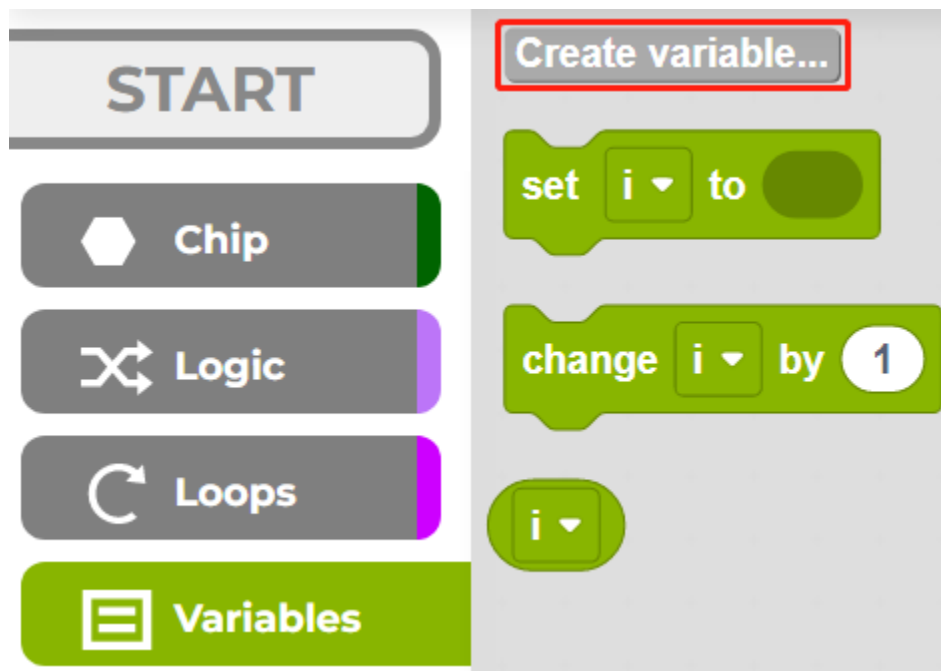 START
Chip
Logic
Loops
Variables
Create variable...
set i to
change i by 1
i